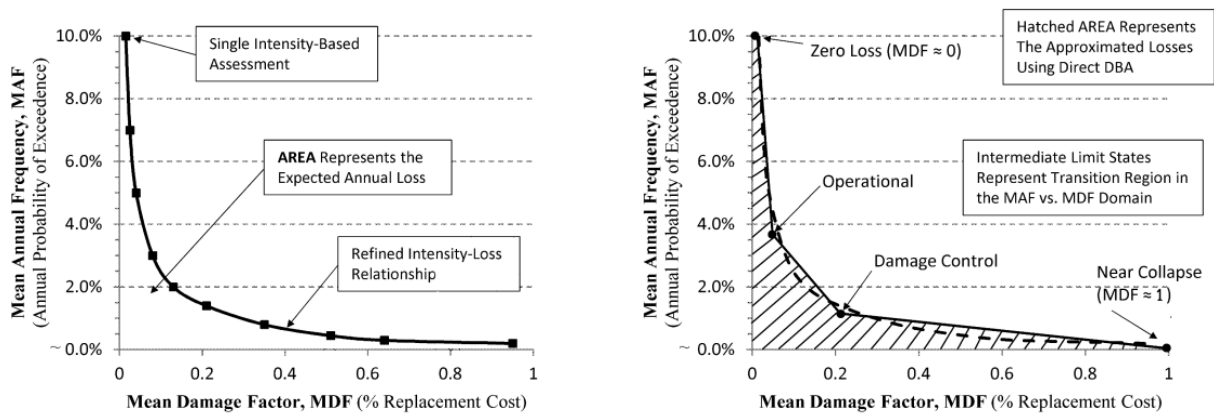 10.0%
8.0%
6.0%
4.0%
2.0%
~ 0.0%
Mean Annual Frequency, MAF
(Annual Probability of Exceedence)
Single Intensity-Based
Assessment
AREA Represents the
Expected Annual Loss
Refined Intensity-Loss
Relationship
0 0.2 0.4 0.6 0.8 1
Mean Damage Factor, MDF (% Replacement Cost)
10.0%
8.0%
6.0%
4.0%
2.0%
~ 0.0%
Mean Annual Frequency, MAF
(Annual Probability of Exceedence)
Zero Loss (MDF ≈ 0)
Hatched AREA Represents
The Approximated Losses
Using Direct DBA
Intermediate Limit States
Represent Transition Region in
the MAF vs. MDF Domain
Operational
Damage Control
Near Collapse
(MDF ≈ 1)
0 0.2 0.4 0.6 0.8 1
Mean Damage Factor, MDF (% Replacement Cost)